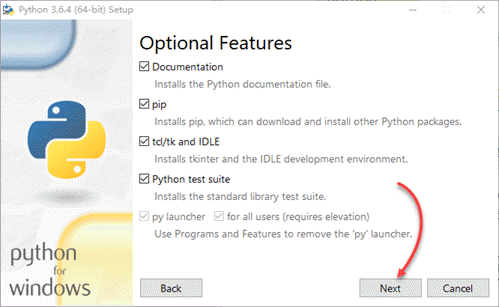 Python 3.6.4 (64-bit) Setup
Optional Features
Documentation
Installs the Python documentation file.
pip
Installs pip, which can download and install other Python packages.
tcl/tk and IDLE
Installs tkinter and the IDLE development environment.
Python test suite
Installs the standard library test suite.
py launcher for all users (requires elevation)
Use Programs and Features to remove the 'py' launcher.
python
for
windows
Back Next Cancel